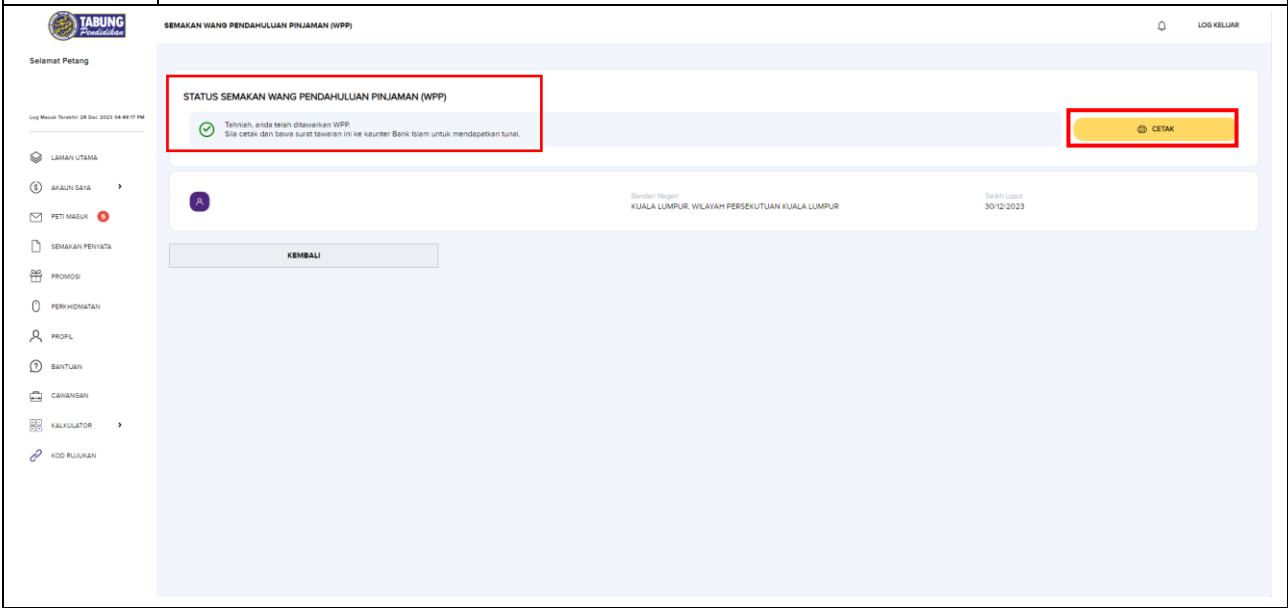 TABUNG
Pendidikan
SEMAKAN WANG PENDAHULUAN PINJAMAN (WPP)
LOG KELUAR
Selamat Petang
Log Masuk Terakhir 28 Dec 2023 04:49:17 PM
LAMAN UTAMA
AKAUN SAYA
PETI MASUK 5
SEMAKAN PENYATA
PROMOSI
PERKHIDMATAN
PROFIL
BANTUAN
CAWANGAN
KALKULATOR
KOD RUJUKAN
STATUS SEMAKAN WANG PENDAHULUAN PINJAMAN (WPP)
Tahniah, anda telah ditawarkan WPP.
Sila cetak dan bawa surat tawaran ini ke kaunter Bank Islam untuk mendapatkan tunai.
CETAK
Bandar/ Negeri
KUALA LUMPUR, WILAYAH PERSEKUTUAN KUALA LUMPUR
Tarikh Luput
30/12/2023
KEMBALI